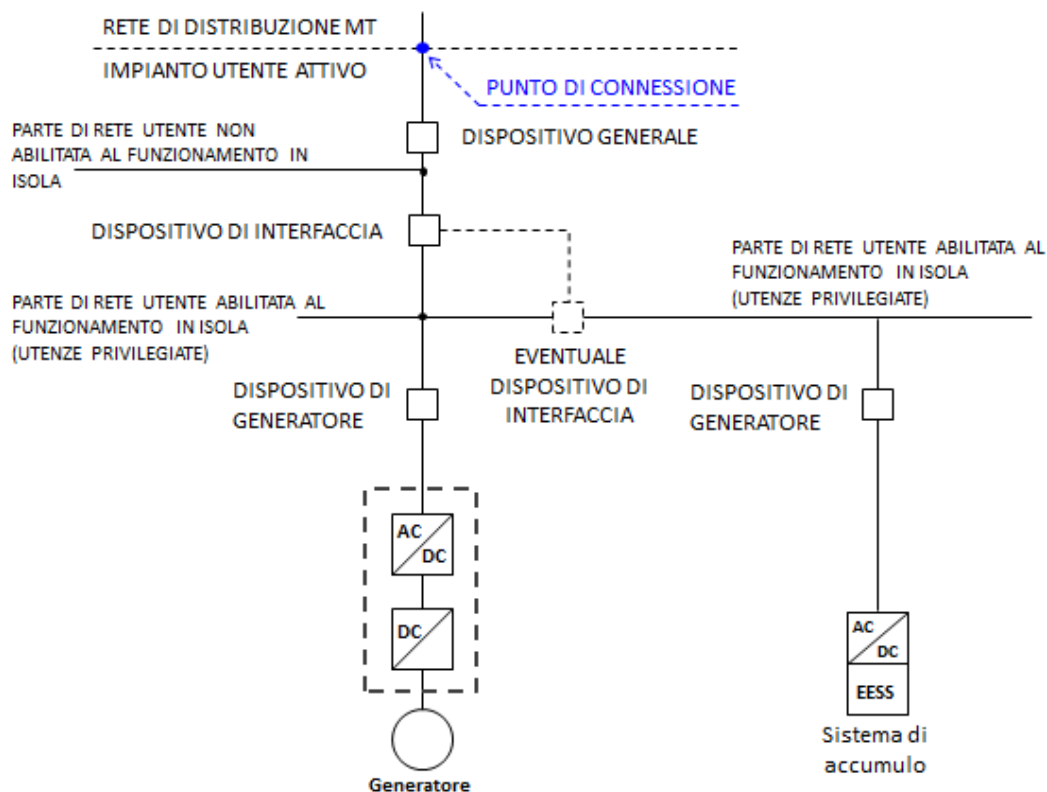 RETE DI DISTRIBUZIONE MT
IMPIANTO UTENTE ATTIVO
PUNTO DI CONNESSIONE
PARTE DI RETE UTENTE NON
ABILITATA AL FUNZIONAMENTO IN
ISOLA
DISPOSITIVO GENERALE
DISPOSITIVO DI INTERFACCIA
PARTE DI RETE UTENTE ABILITATA AL
FUNZIONAMENTO IN ISOLA
(UTENZE PRIVILEGIATE)
PARTE DI RETE UTENTE ABILITATA AL
FUNZIONAMENTO IN ISOLA
(UTENZE PRIVILEGIATE)
EVENTUALE
DISPOSITIVO DI
INTERFACCIA
DISPOSITIVO DI
GENERATORE
DISPOSITIVO DI
GENERATORE
AC
DC
DC
Generatore
AC
DC
EESS
Sistema di
accumulo